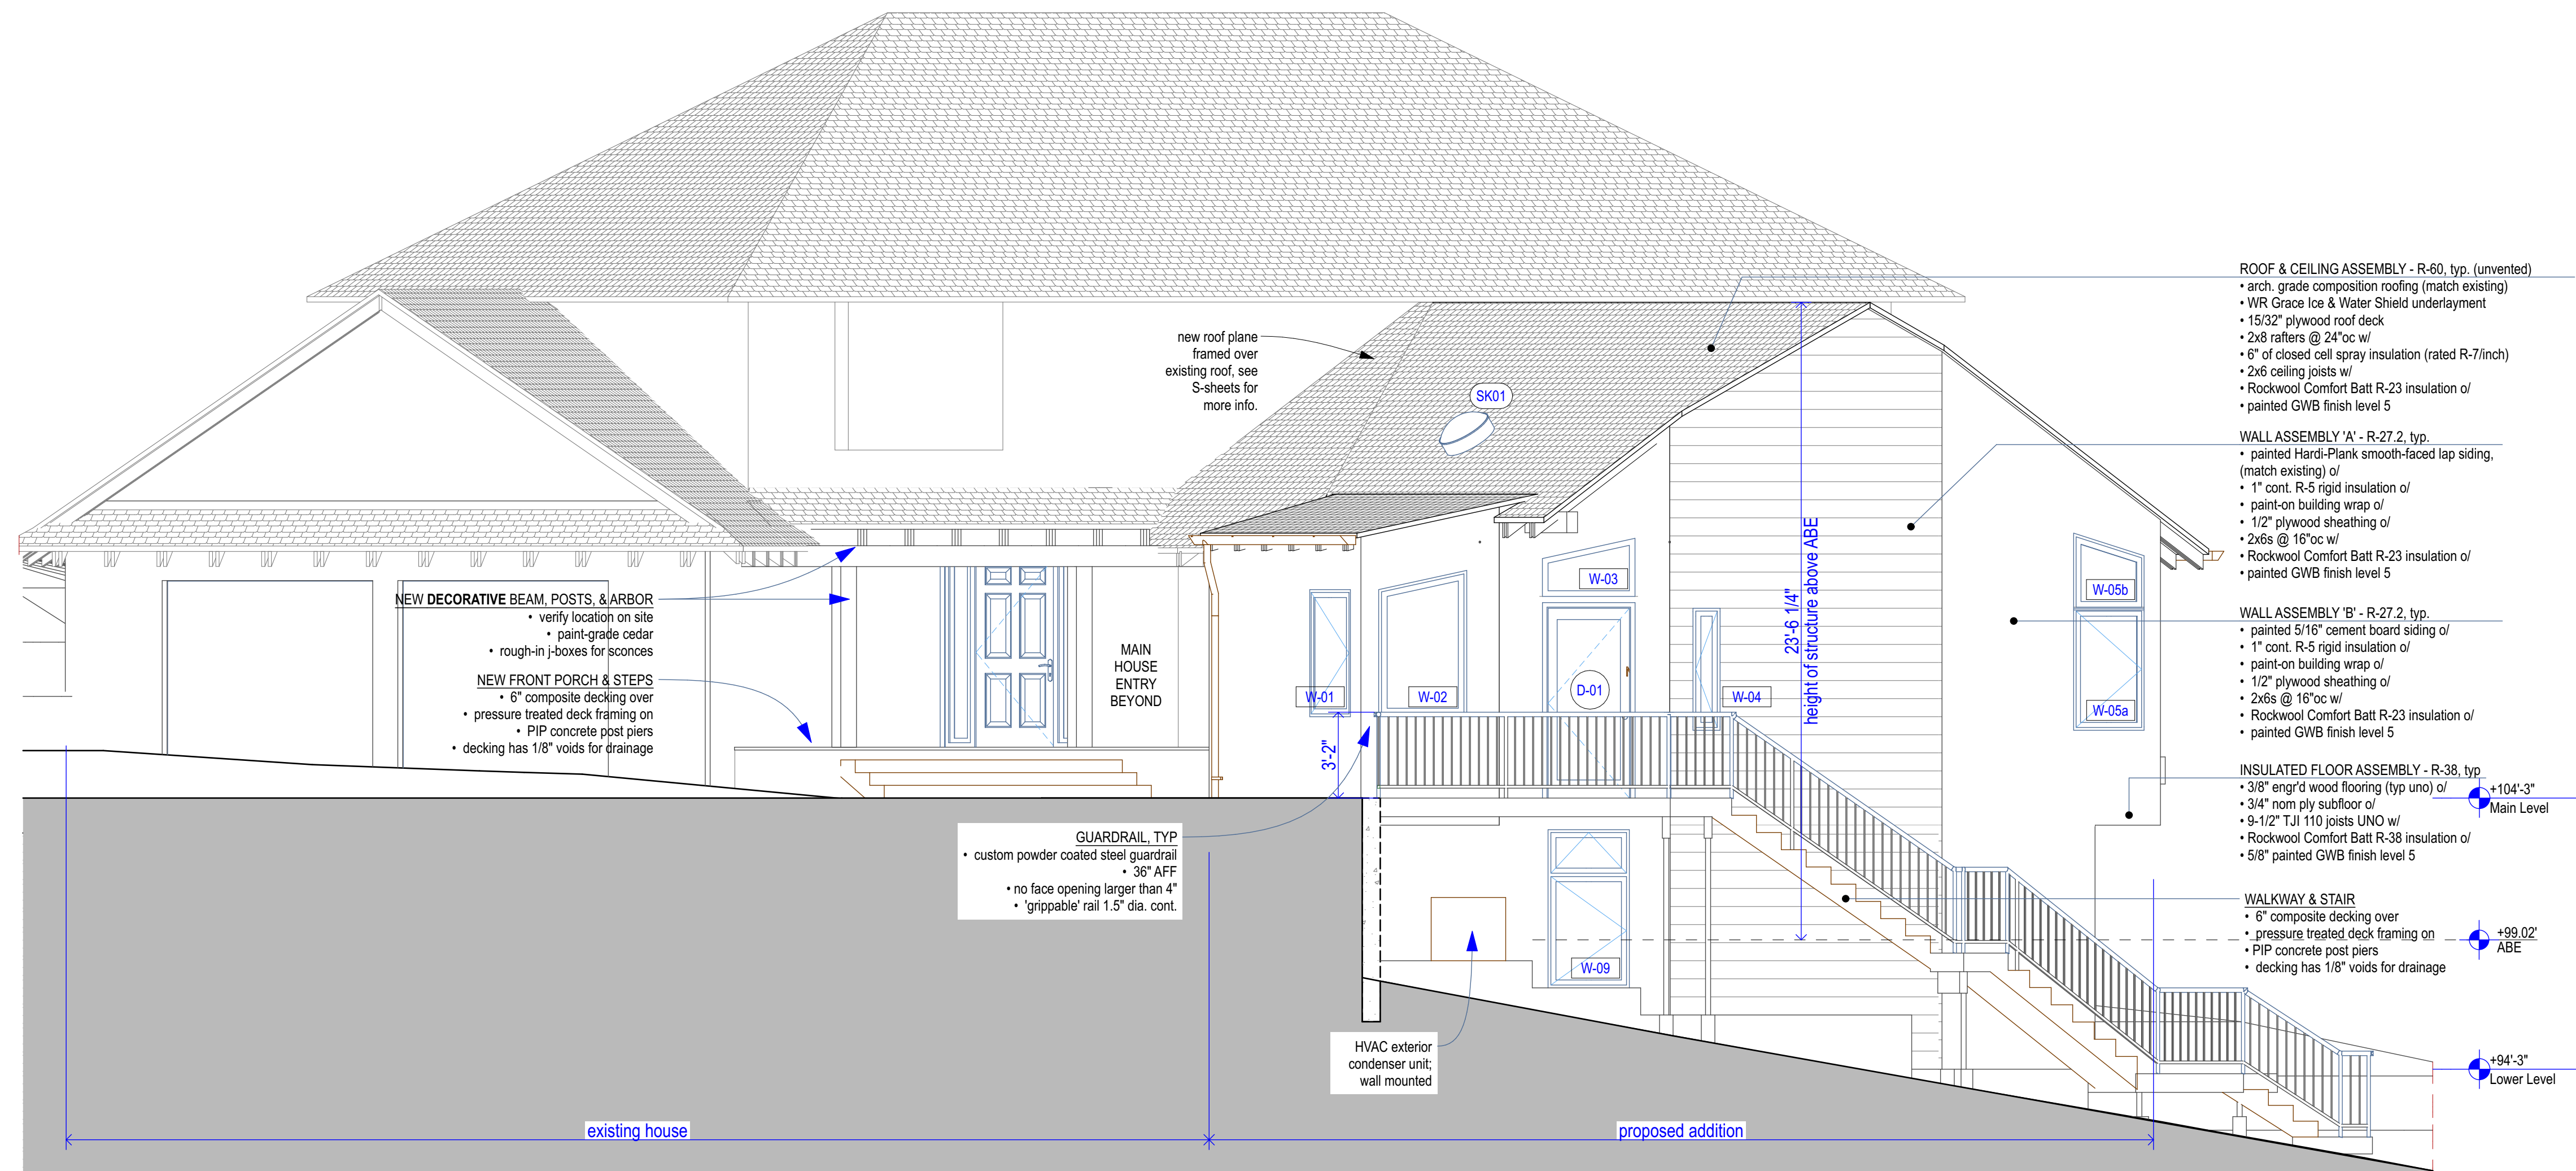 new roof plane
framed over
existing roof, see
S-sheets for
more info.
SK01
ROOF & CEILING ASSEMBLY - R-60, typ. (unvented)
• arch. grade composition roofing (match existing)
• WR Grace Ice & Water Shield underlayment
• 15/32" plywood roof deck
• 2x8 rafters @ 24"oc w/
• 6" of closed cell spray insulation (rated R-7/inch)
• 2x6 ceiling joists w/
• Rockwool Comfort Batt R-23 insulation o/
• painted GWB finish level 5
WALL ASSEMBLY 'A' - R-27.2, typ.
• painted Hardi-Plank smooth-faced lap siding,
(match existing) o/
• 1" cont. R-5 rigid insulation o/
• paint-on building wrap o/
• 1/2" plywood sheathing o/
• 2x6s @ 16"oc w/
• Rockwool Comfort Batt R-23 insulation o/
• painted GWB finish level 5
WALL ASSEMBLY 'B' - R-27.2, typ.
• painted 5/16" cement board siding o/
• 1" cont. R-5 rigid insulation o/
• paint-on building wrap o/
• 1/2" plywood sheathing o/
• 2x6s @ 16"oc w/
• Rockwool Comfort Batt R-23 insulation o/
• painted GWB finish level 5
INSULATED FLOOR ASSEMBLY - R-38, typ
• 3/8" engr'd wood flooring (typ uno) o/
• 3/4" nom ply subfloor o/
• 9-1/2" TJI 110 joists UNO w/
• Rockwool Comfort Batt R-38 insulation o/
• 5/8" painted GWB finish level 5
WALKWAY & STAIR
• 6" composite decking over
• pressure treated deck framing on
• PIP concrete post piers
• decking has 1/8" voids for drainage
+104'-3"
Main Level
+99.02'
ABE
+94'-3"
Lower Level
NEW DECORATIVE BEAM, POSTS, & ARBOR
• verify location on site
• paint-grade cedar
• rough-in j-boxes for sconces
NEW FRONT PORCH & STEPS
• 6" composite decking over
• pressure treated deck framing on
• PIP concrete post piers
• decking has 1/8" voids for drainage
MAIN
HOUSE
ENTRY
BEYOND
W-01
W-02
W-03
D-01
W-04
W-05b
W-05a
W-09
23'-6 1/4"
height of structure above ABE
3'-2"
GUARDRAIL, TYP
• custom powder coated steel guardrail
• 36" AFF
• no face opening larger than 4"
• 'grippable' rail 1.5" dia. cont.
HVAC exterior
condenser unit;
wall mounted
existing house
proposed addition